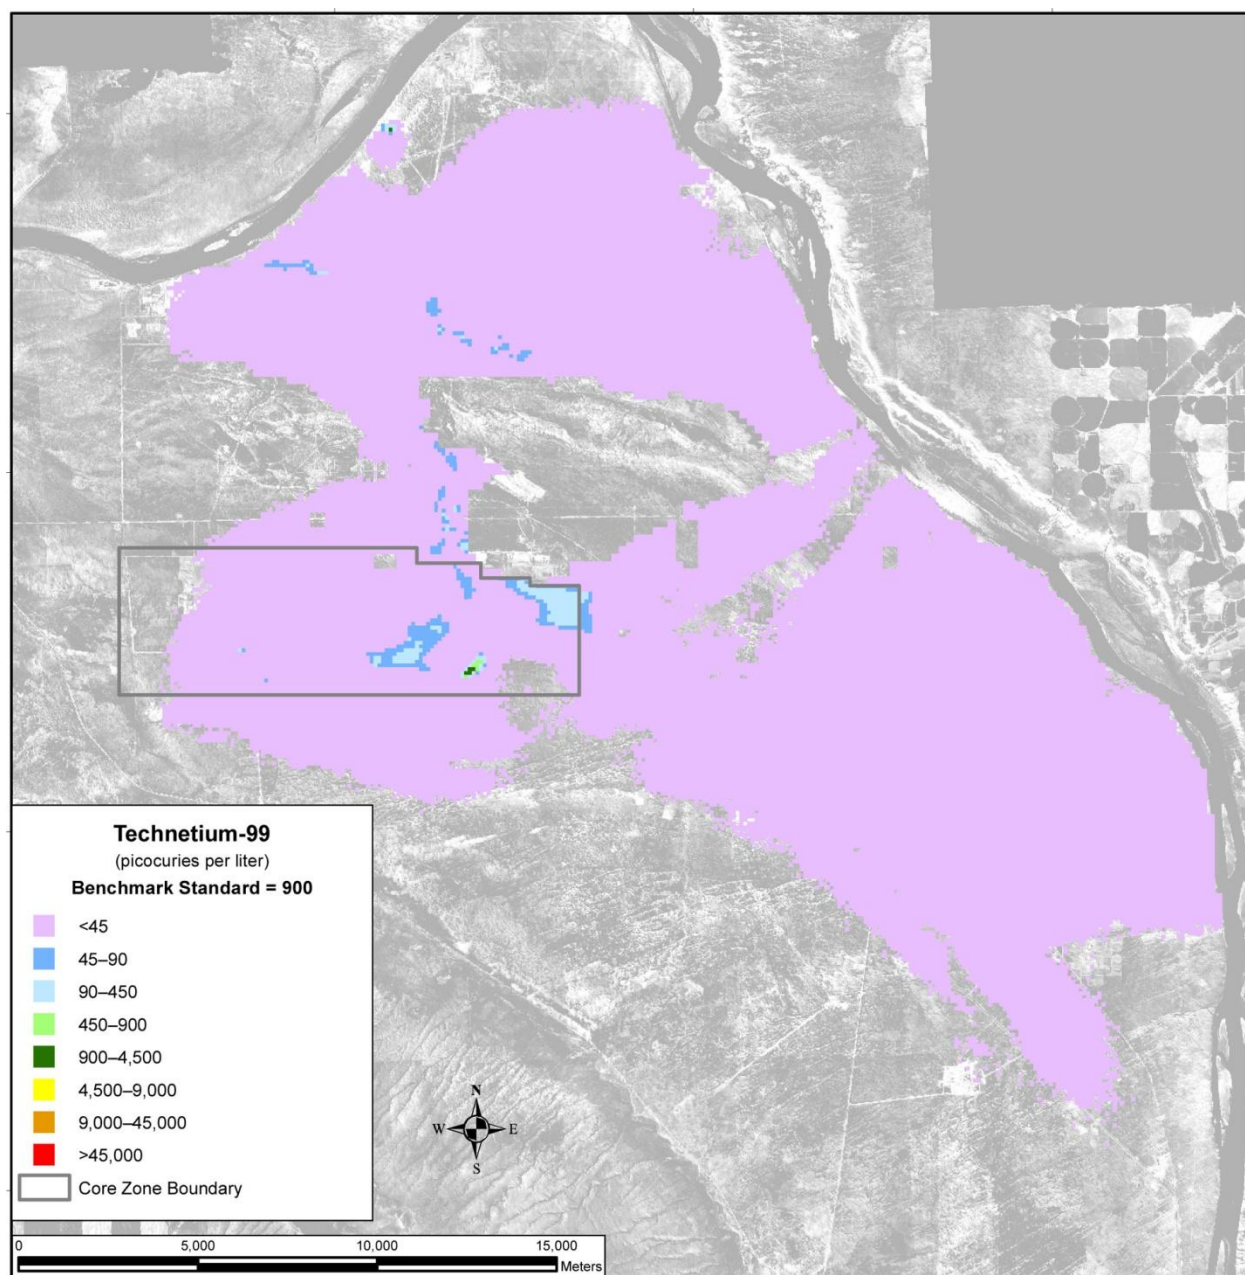 Technetium-99
(picocuries per liter)
Benchmark Standard = 900
<45
45–90
90–450
450–900
900–4,500
4,500–9,000
9,000–45,000
>45,000
Core Zone Boundary
N
W E
S
0 5,000 10,000 15,000
Meters